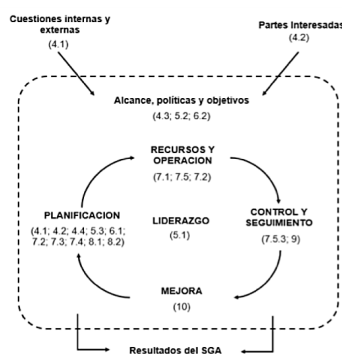 Cuestiones internas y
externas
(4.1)
Partes Interesadas
(4.2)
Alcance, políticas y objetivos
(4.3; 5.2; 6.2)
RECURSOS Y
OPERACION
(7.1; 7.5; 7.2)
PLANIFICACION
(4.1; 4.2; 4.4; 5.3; 6.1;
7.2; 7.3; 7.4; 8.1; 8.2)
LIDERAZGO
(5.1)
CONTROL Y
SEGUIMIENTO
(7.5.3; 9)
MEJORA
(10)
Resultados del SGA